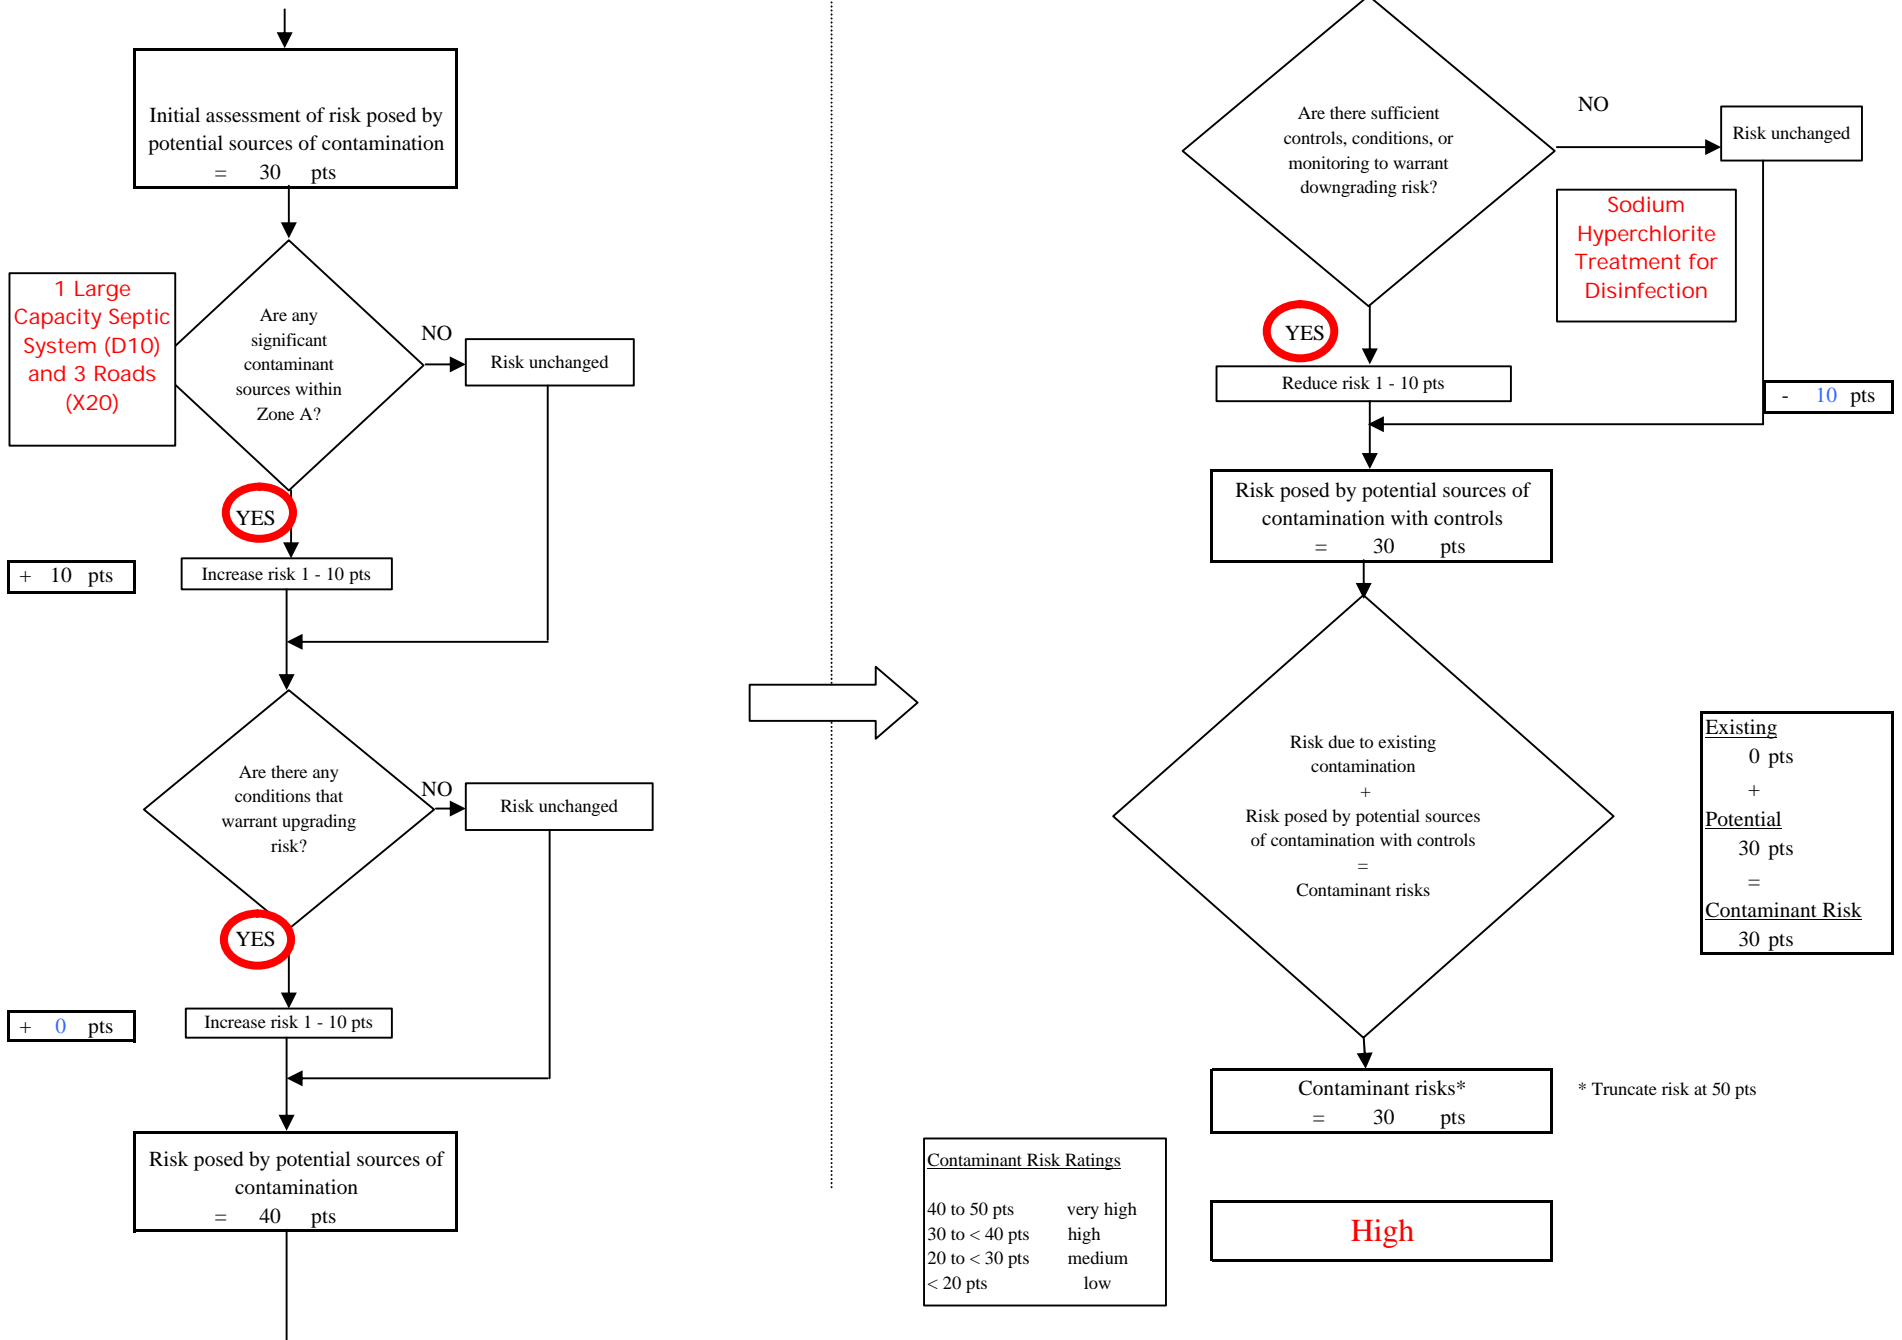 Initial assessment of risk posed by
potential sources of contamination
= 30 pts
1 Large
Capacity Septic
System (D10)
and 3 Roads
(X20)
Are any
significant
contaminant
sources within
Zone A?
NO
Risk unchanged
YES
+ 10 pts
Increase risk 1 - 10 pts
Are there any
conditions that
warrant upgrading
risk?
NO
Risk unchanged
YES
+ 0 pts
Increase risk 1 - 10 pts
Risk posed by potential sources of
contamination
= 40 pts
Are there sufficient
controls, conditions, or
monitoring to warrant
downgrading risk?
NO
Risk unchanged
Sodium
Hyperchlorite
Treatment for
Disinfection
YES
Reduce risk 1 - 10 pts
- 10 pts
Risk posed by potential sources of
contamination with controls
= 30 pts
Risk due to existing
contamination
+
Risk posed by potential sources
of contamination with controls
=
Contaminant risks
Existing
0 pts
+
Potential
30 pts
=
Contaminant Risk
30 pts
Contaminant risks*
= 30 pts
* Truncate risk at 50 pts
Contaminant Risk Ratings
40 to 50 pts very high
30 to < 40 pts high
20 to < 30 pts medium
< 20 pts low
High